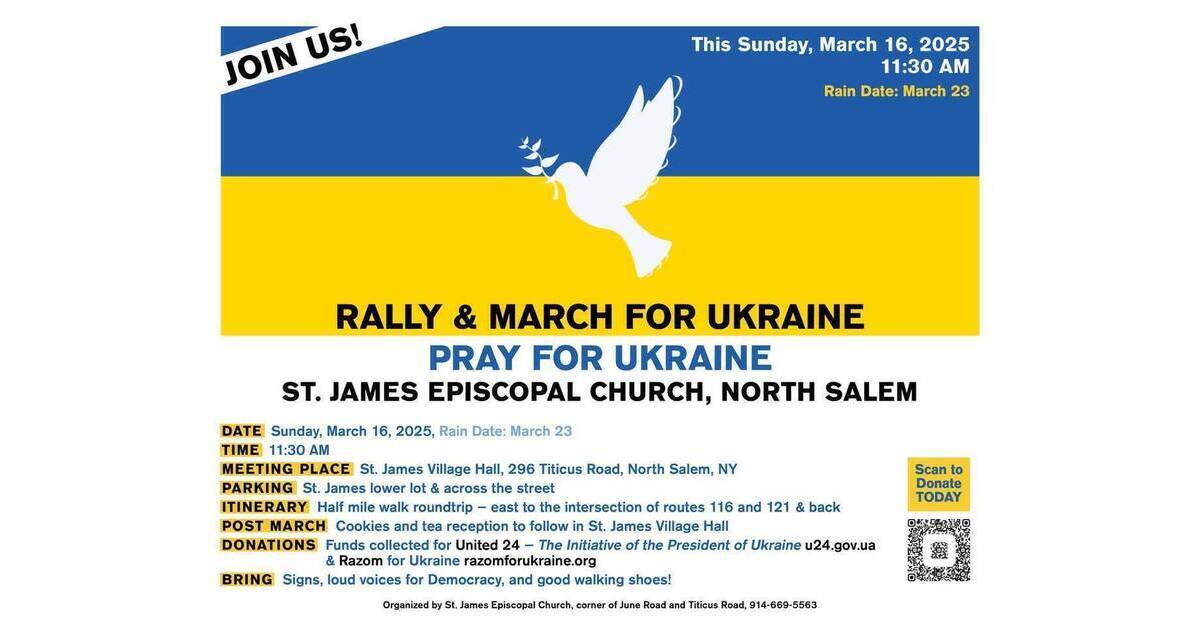 JOIN US!
This Sunday, March 16, 2025
11:30 AM
Rain Date: March 23
RALLY & MARCH FOR UKRAINE
PRAY FOR UKRAINE
ST. JAMES EPISCOPAL CHURCH, NORTH SALEM
DATE Sunday, March 16, 2025, Rain Date: March 23
TIME 11:30 AM
MEETING PLACE St. James Village Hall, 296 Titicus Road, North Salem, NY
PARKING St. James lower lot & across the street
ITINERARY Half mile walk roundtrip – east to the intersection of routes 116 and 121 & back
POST MARCH Cookies and tea reception to follow in St. James Village Hall
DONATIONS Funds collected for United 24 – The Initiative of the President of Ukraine u24.gov.ua
& Razom for Ukraine razomforukraine.org
BRING Signs, loud voices for Democracy, and good walking shoes!
Scan to
Donate
TODAY
Organized by St. James Episcopal Church, corner of June Road and Titicus Road, 914-669-5563